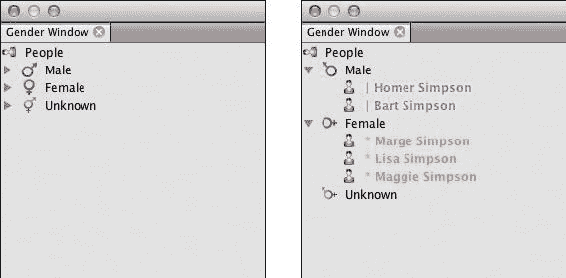 Gender Window
People
Male
Female
Unknown
Gender Window
People
Male
| Homer Simpson
| Bart Simpson
Female
* Marge Simpson
* Lisa Simpson
* Maggie Simpson
Unknown